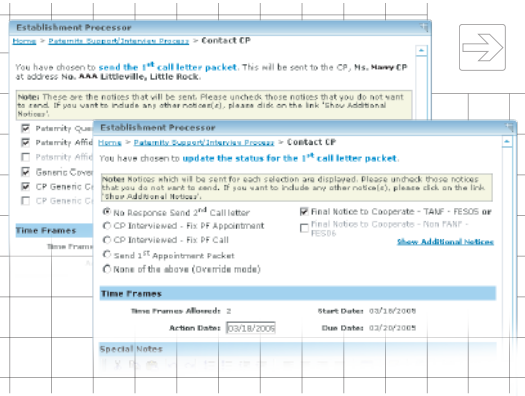 Establishment Processor
Home > Paternity Support/Interview Process > Contact CP
You have chosen to send the 1st call letter packet. This will be sent to the CP, Ms. Mary CP
at address No. AAA Littleville, Little Rock.
Note: These are the notices that will be sent. Please uncheck those notices that you do not want
to send. If you want to include any other notice(s), please click on the link 'Show Additional
Notices'.
Paternity Ques
Paternity Affid
Paternity Affid
Generic Cover
CP Generic C
CP Generic C
Time Frames
Time Frame
Establishment Processor
Home > Paternity Support/Interview Process > Contact CP
You have chosen to update the status for the 1st call letter packet.
Note: Notices which will be sent for each selection are displayed. Please uncheck those notices
that you do not want to send. If you want to include any other notice(s), please click on the link
'Show Additional Notices'.
No Response Send 2nd Call letter
CP Interviewed - Fix PF Appointment
CP Interviewed - Fix PF Call
Send 1st Appointment Packet
None of the above (Override mode)
Final Notice to Cooperate - TANF - FES05 or
Final Notice to Cooperate - Non TANF -
FES06
Show Additional Notices
Time Frames
Time Frames Allowed: 2 Start Date: 03/18/2005
Action Date: 03/18/2005 Due Date: 03/20/2005
Special Notes